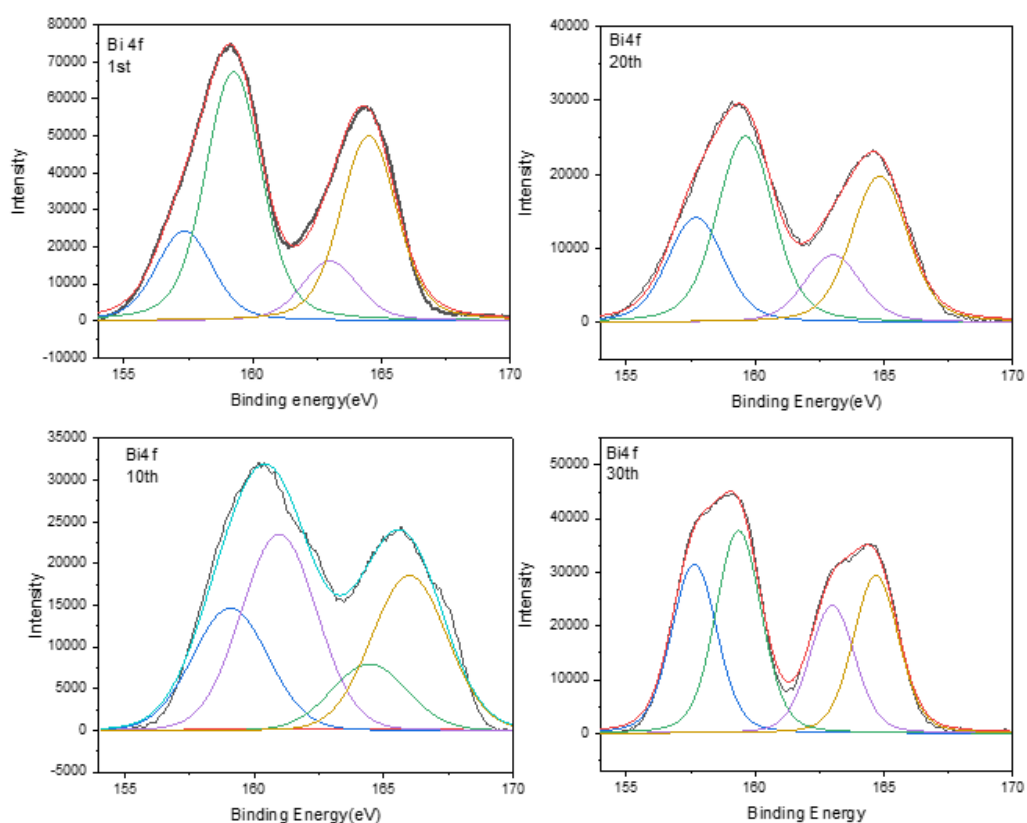 80000
70000
60000
50000
40000
30000
20000
10000
0
-10000
Intensity
Bi 4f
1st
155
160
165
170
Binding energy(eV)
40000
30000
20000
10000
0
Intensity
Bi4f
20th
155
160
165
170
Binding Energy(eV)
35000
30000
25000
20000
15000
10000
5000
0
-5000
Intensity
Bi4f
10th
155
160
165
170
Binding Energy(eV)
50000
40000
30000
20000
10000
0
Intensity
Bi4f
30th
155
160
165
170
Binding Energy